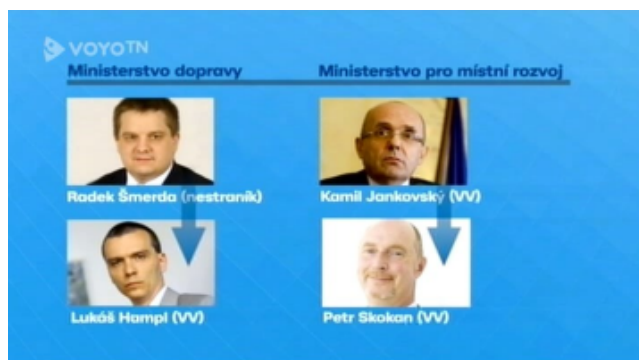 VOYO TN
Ministerstvo dopravy
Ministerstvo pro místní rozvoj
Radek Šmerda (nestraník)
Kamil Jankovský (VV)
Lukáš Hampl (VV)
Petr Skokan (VV)